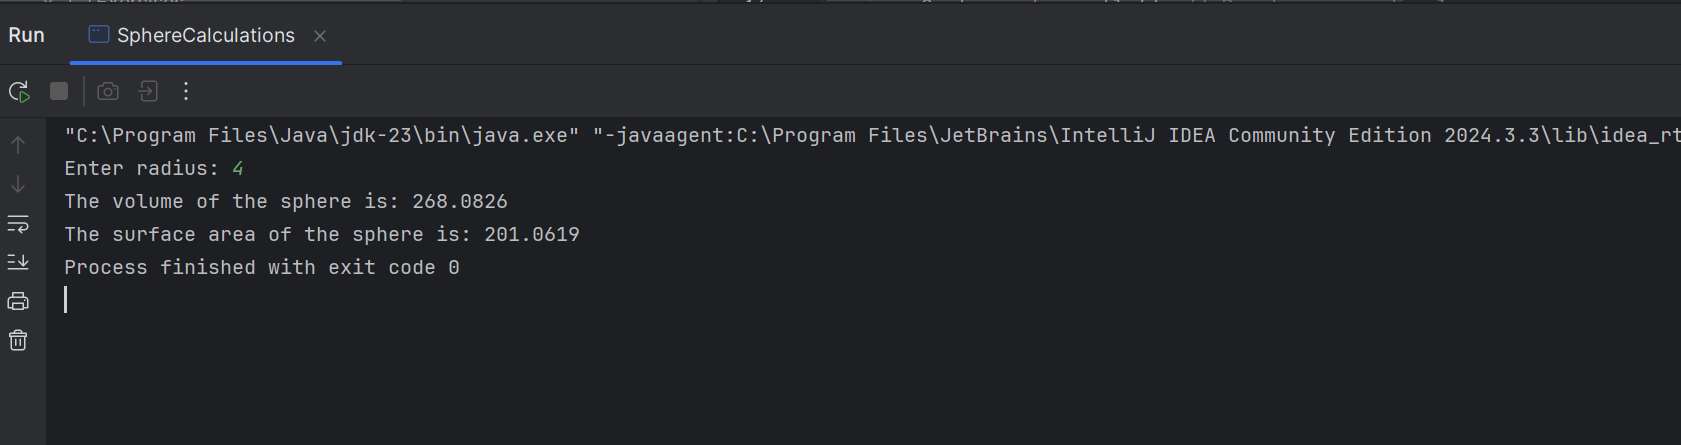 Run SphereCalculations
"C:\Program Files\Java\jdk-23\bin\java.exe" "-javaagent:C:\Program Files\JetBrains\IntelliJ IDEA Community Edition 2024.3.3\lib\idea_rt
Enter radius: 4
The volume of the sphere is: 268.0826
The surface area of the sphere is: 201.0619
Process finished with exit code 0